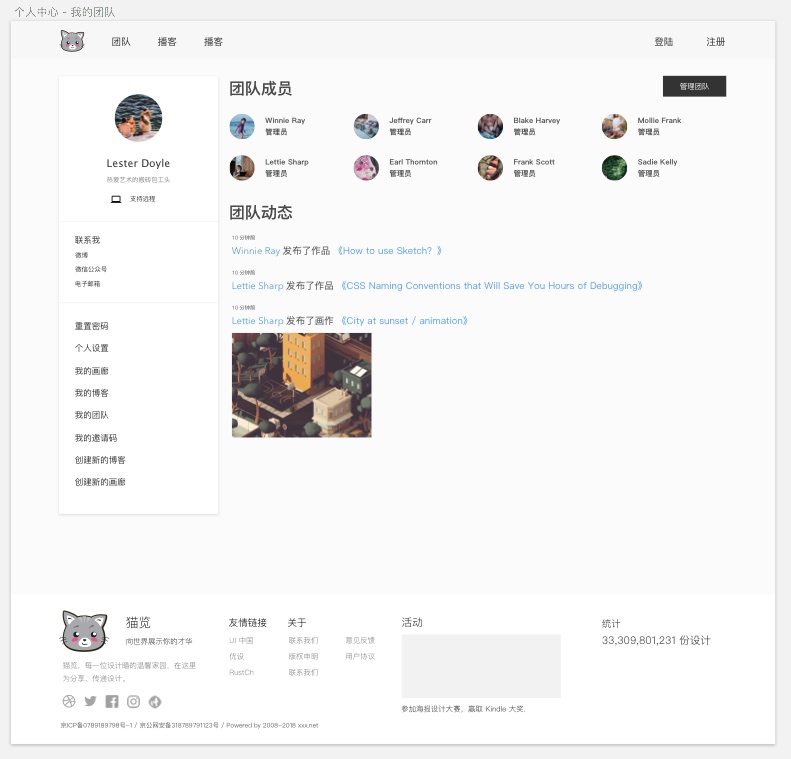 个人中心 - 我的团队
团队 播客 播客 登陆 注册
Lester Doyle
热爱艺术的搬砖包工头
支持远程
联系我
微博
微信公众号
电子邮箱
重置密码
个人设置
我的画廊
我的博客
我的团队
我的邀请码
创建新的博客
创建新的画廊
团队成员 管理团队
Winnie Ray Jeffrey Carr Blake Harvey Mollie Frank
管理员 管理员 管理员 管理员
Lettie Sharp Earl Thornton Frank Scott Sadie Kelly
管理员 管理员 管理员 管理员
团队动态
10 分钟前
Winnie Ray 发布了作品 《How to use Sketch? 》
10 分钟前
Lettie Sharp 发布了作品 《CSS Naming Conventions that Will Save You Hours of Debugging》
10 分钟前
Lettie Sharp 发布了画作 《City at sunset / animation》
猫览
向世界展示你的才华
猫览，每一位设计喵的温馨家园，在这里
为分享，传递设计。
友情链接
UI 中国
优设
RustCh
关于
联系我们 意见反馈
版权申明 用户协议
联系我们
活动
参加海报设计大赛，赢取 Kindle 大奖.
统计
33,309,801,231 份设计
京ICP备0789189798号-1 / 京公网安备318789791123号 / Powered by 2008-2018 xxx.net